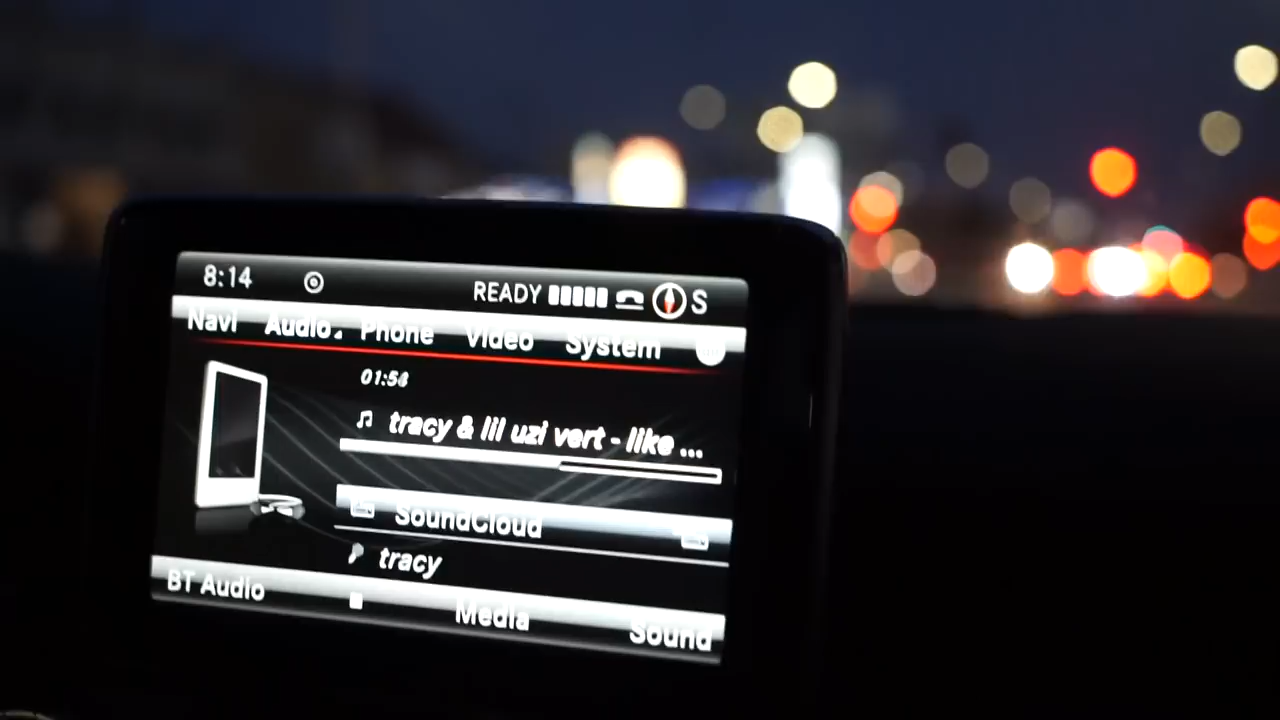 8:14 READY S
Navi Audio Phone Video System
01:54
tracy & lil uzi vert - like ...
SoundCloud
tracy
BT Audio Media Sound